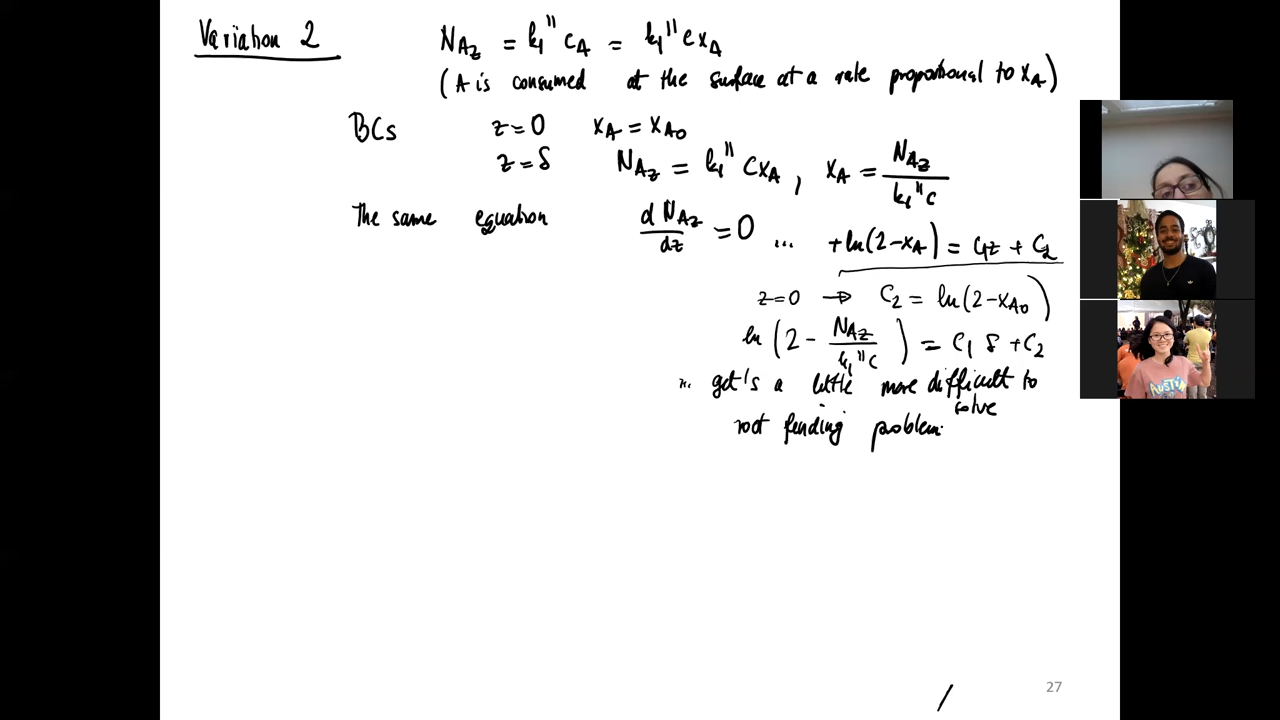 Variation 2
N_Az = k₁'' c_A = k₁'' c x_A
(A is consumed at the surface at a rate proportional to x_A)
BCs z=0 x_A = x_A0
z=δ N_Az = k₁'' c x_A , x_A = N_Az / k₁'' c
The same equation d N_Az / dz = 0 ... + ln(2-x_A) = C₁z + C₂
z=0 → C₂ = ln(2-x_A0)
ln(2 - N_Az / k₁'' c) = C₁ δ + C₂
... get's a little more difficult to
solve
root finding problem.
AUSTIN
27